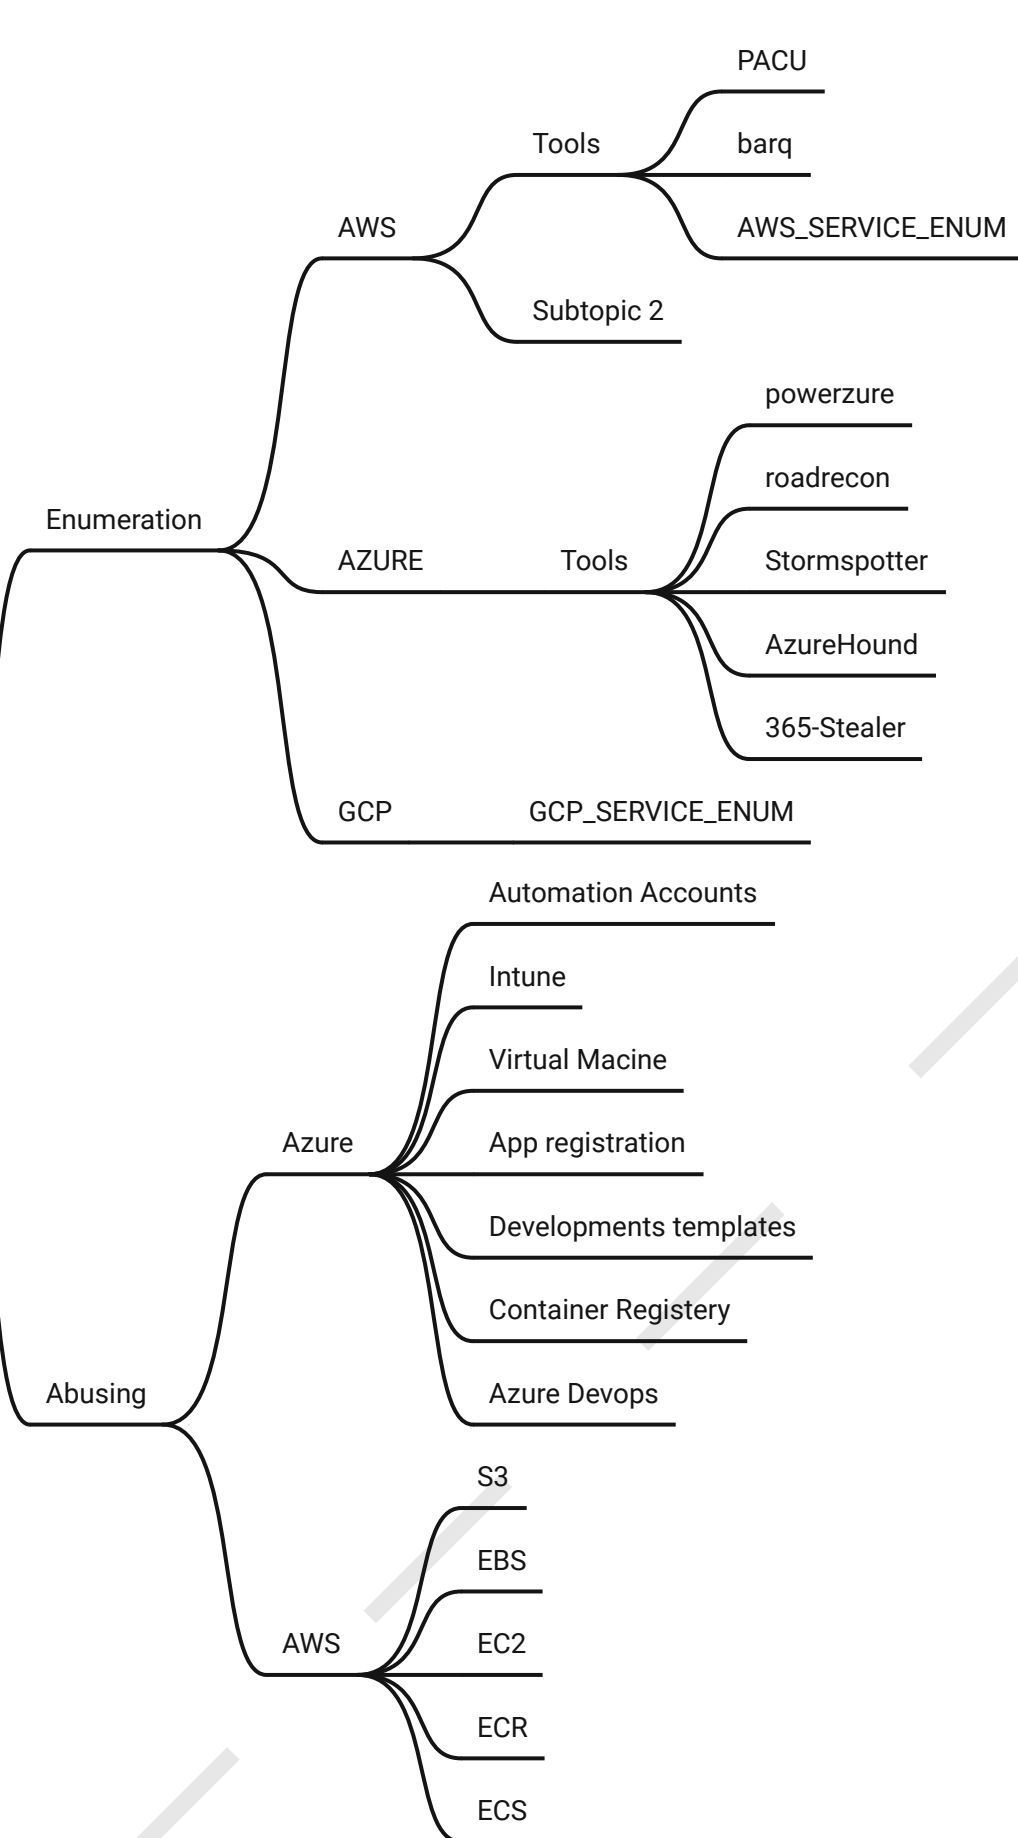 PACU
Tools
barq
AWS
AWS_SERVICE_ENUM
Subtopic 2
powerzure
roadrecon
Enumeration
AZURE
Tools
Stormspotter
AzureHound
365-Stealer
GCP
GCP_SERVICE_ENUM
Automation Accounts
Intune
Virtual Macine
Azure
App registration
Developments templates
Container Registery
Abusing
Azure Devops
S3
EBS
AWS
EC2
ECR
ECS